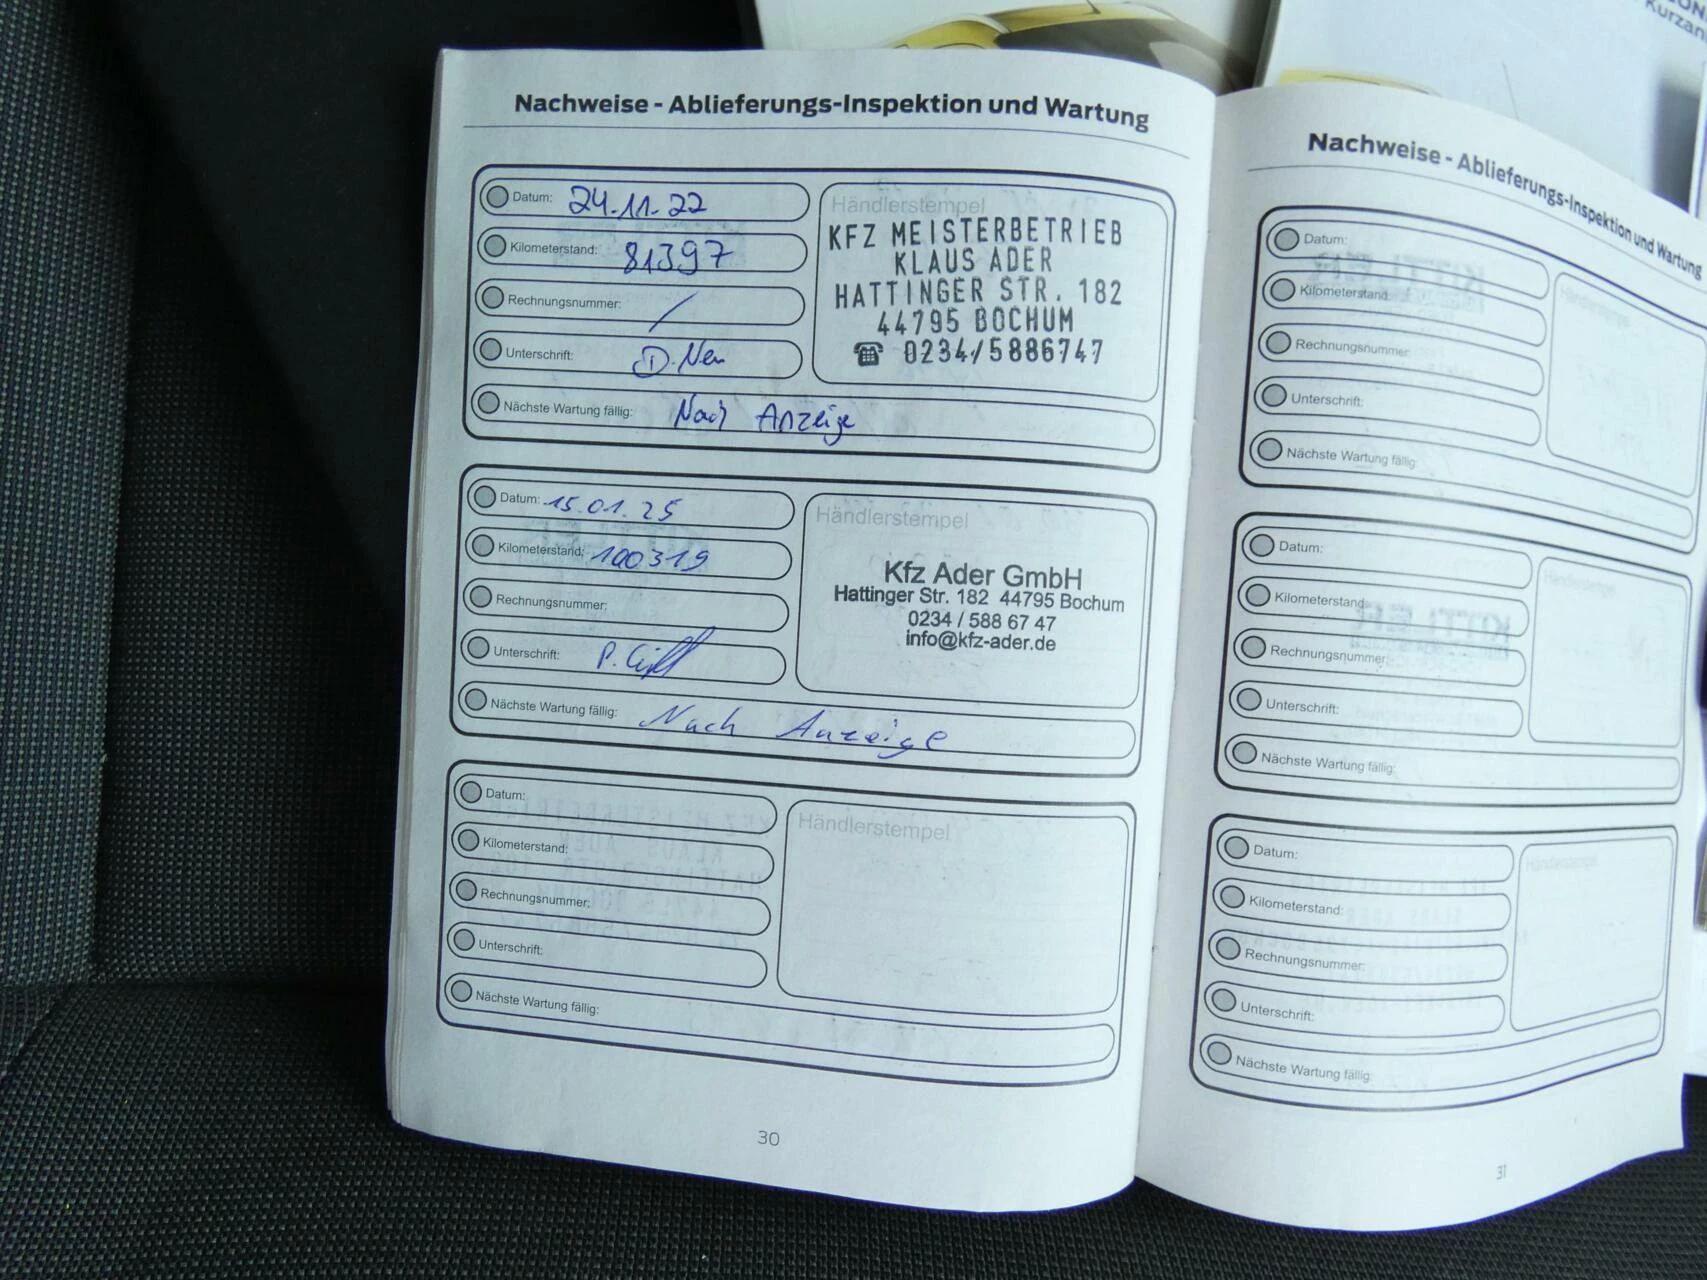 Nachweise - Ablieferungs-Inspektion und Wartung
Datum: 24.11.22
Kilometerstand: 81397
Rechnungsnummer: /
Unterschrift:
Nächste Wartung fällig: Nach Anzeige
Händlerstempel
KFZ MEISTERBETRIEB
KLAUS ADER
HATTINGER STR. 182
44795 BOCHUM
☎ 0234/5886747
Datum: 15.01.25
Kilometerstand: 100319
Rechnungsnummer:
Unterschrift:
Nächste Wartung fällig: Nach Anzeige
Händlerstempel
Kfz Ader GmbH
Hattinger Str. 182 44795 Bochum
0234 / 588 67 47
info@kfz-ader.de
Datum:
Kilometerstand:
Rechnungsnummer:
Unterschrift:
Nächste Wartung fällig:
Händlerstempel
30
Nachweise - Ablieferungs-Inspektion und Wartung
Datum:
Kilometerstand:
Rechnungsnummer:
Unterschrift:
Nächste Wartung fällig:
Händlerstempel
Datum:
Kilometerstand:
Rechnungsnummer:
Unterschrift:
Nächste Wartung fällig:
Händlerstempel
Datum:
Kilometerstand:
Rechnungsnummer:
Unterschrift:
Nächste Wartung fällig:
Händlerstempel
31